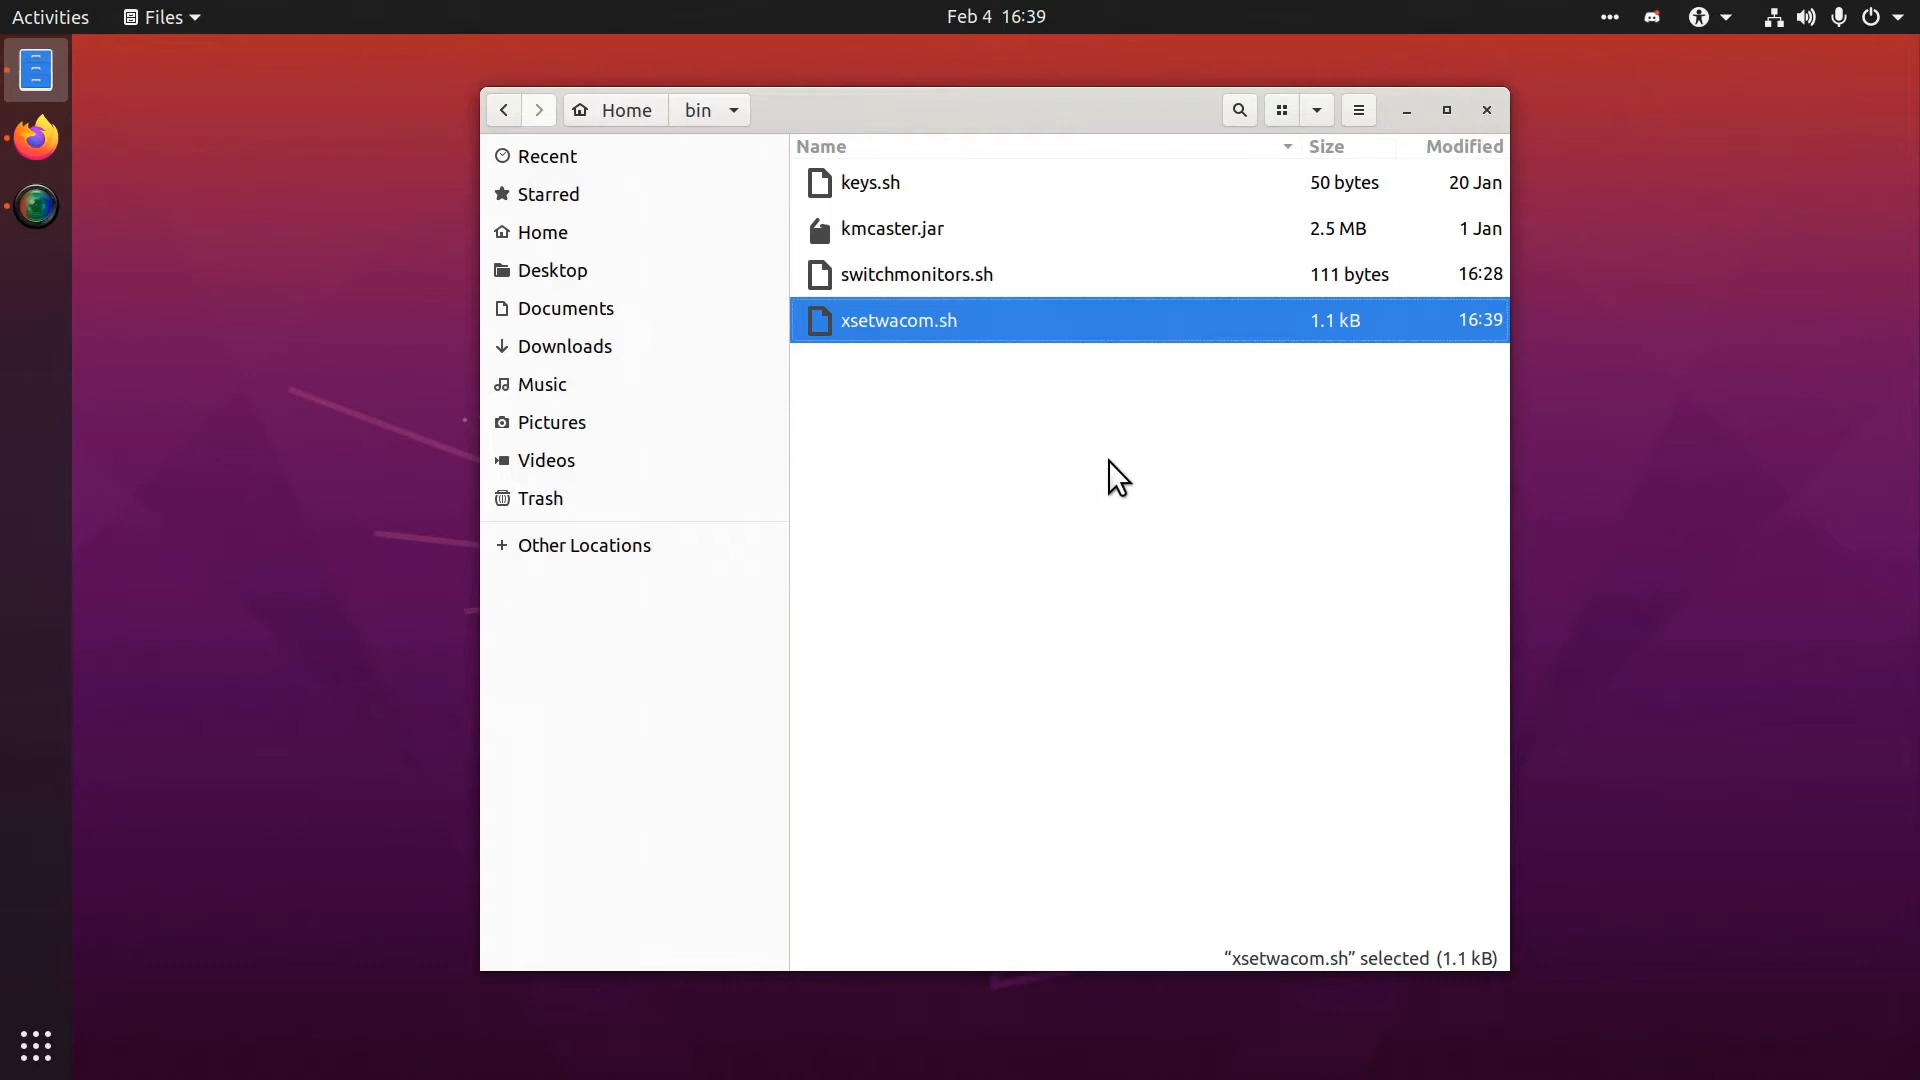 Activities Files Feb 4 16:39
Home bin
Recent
Starred
Home
Desktop
Documents
Downloads
Music
Pictures
Videos
Trash
Other Locations
Name Size Modified
keys.sh 50 bytes 20 Jan
kmcaster.jar 2.5 MB 1 Jan
switchmonitors.sh 111 bytes 16:28
xsetwacom.sh 1.1 kB 16:39
“xsetwacom.sh” selected (1.1 kB)